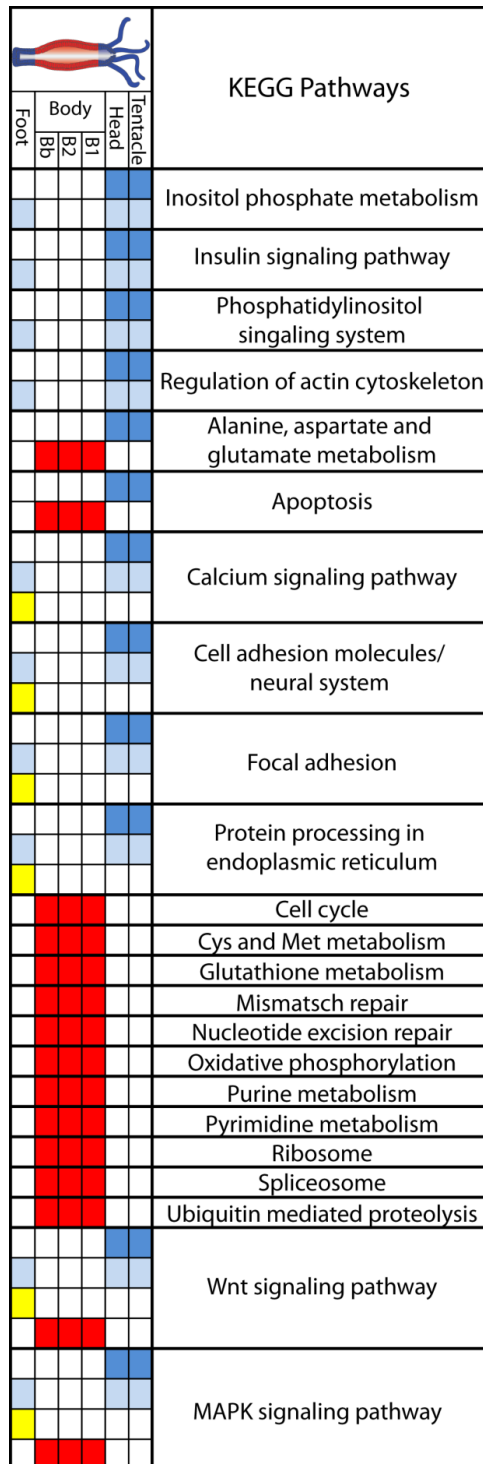 KEGG Pathways
Foot
Body
Bb
B2
B1
Head
Tentacle
Inositol phosphate metabolism
Insulin signaling pathway
Phosphatidylinositol
singaling system
Regulation of actin cytoskeleton
Alanine, aspartate and
glutamate metabolism
Apoptosis
Calcium signaling pathway
Cell adhesion molecules/
neural system
Focal adhesion
Protein processing in
endoplasmic reticulum
Cell cycle
Cys and Met metabolism
Glutathione metabolism
Mismatsch repair
Nucleotide excision repair
Oxidative phosphorylation
Purine metabolism
Pyrimidine metabolism
Ribosome
Spliceosome
Ubiquitin mediated proteolysis
Wnt signaling pathway
MAPK signaling pathway